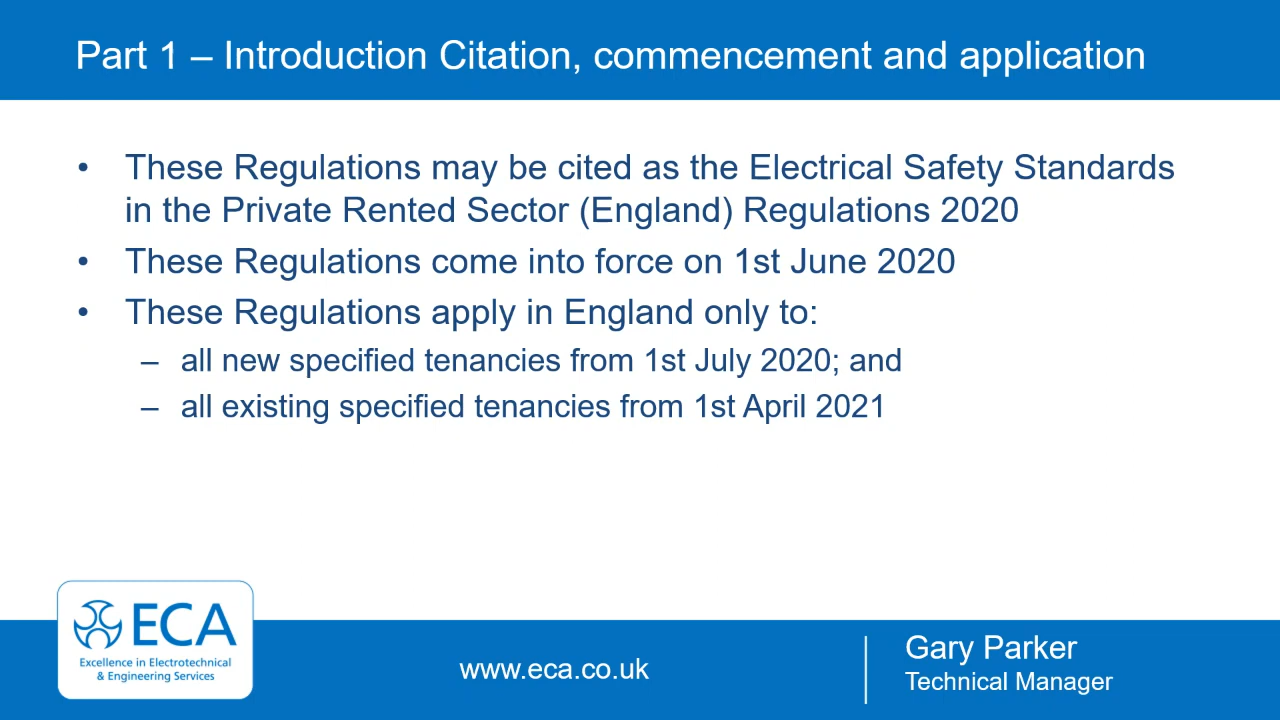 Part 1 – Introduction Citation, commencement and application
• These Regulations may be cited as the Electrical Safety Standards
in the Private Rented Sector (England) Regulations 2020
• These Regulations come into force on 1st June 2020
• These Regulations apply in England only to:
– all new specified tenancies from 1st July 2020; and
– all existing specified tenancies from 1st April 2021
ECA
Excellence in Electrotechnical
& Engineering Services
www.eca.co.uk
Gary Parker
Technical Manager